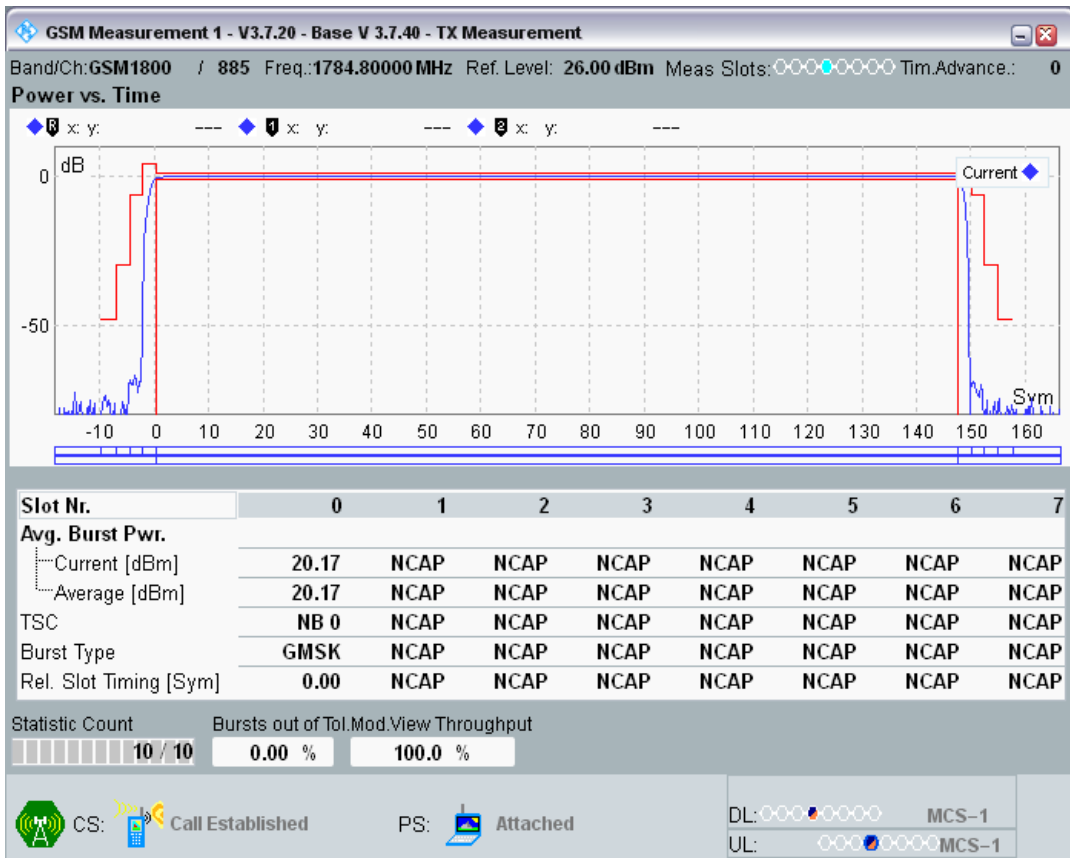 GSM Measurement 1 - V3.7.20 - Base V 3.7.40 - TX Measurement
Band/Ch:GSM1800 / 885 Freq.:1784.80000 MHz Ref. Level: 26.00 dBm Meas Slots: Tim.Advance.: 0
Power vs. Time
R x: y: --- 1 x: y: --- 2 x: y: ---
dB
Current
0
-50
Sym
-10 0 10 20 30 40 50 60 70 80 90 100 110 120 130 140 150 160
Slot Nr. 0 1 2 3 4 5 6 7
Avg. Burst Pwr.
Current [dBm] 20.17 NCAP NCAP NCAP NCAP NCAP NCAP NCAP
Average [dBm] 20.17 NCAP NCAP NCAP NCAP NCAP NCAP NCAP
TSC NB 0 NCAP NCAP NCAP NCAP NCAP NCAP NCAP
Burst Type GMSK NCAP NCAP NCAP NCAP NCAP NCAP NCAP
Rel. Slot Timing [Sym] 0.00 NCAP NCAP NCAP NCAP NCAP NCAP NCAP
Statistic Count Bursts out of Tol.Mod.View Throughput
10 / 10 0.00 % 100.0 %
CS: Call Established PS: Attached
DL: MCS-1
UL: MCS-1